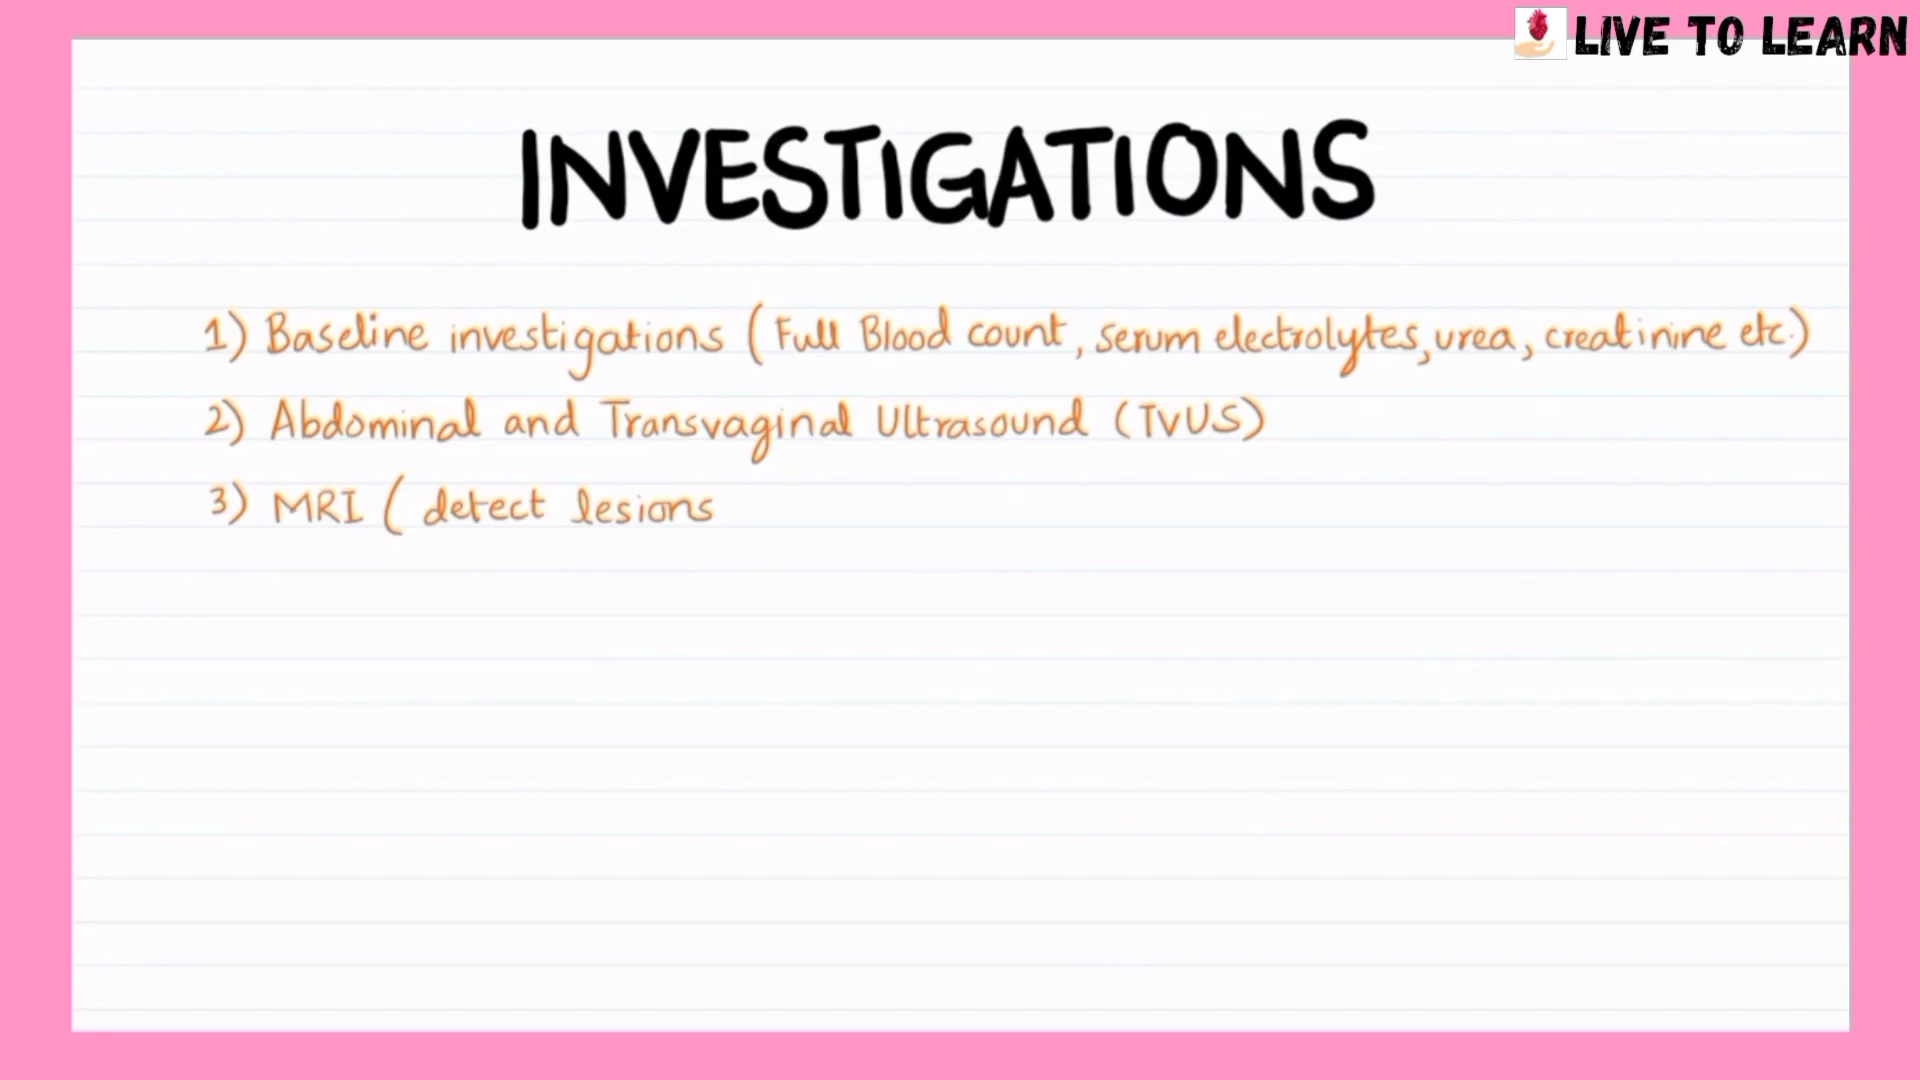 LIVE TO LEARN
INVESTIGATIONS
1) Baseline investigations (Full Blood count, serum electrolytes, urea, creatinine etc.)
2) Abdominal and Transvaginal Ultrasound (TVUS)
3) MRI ( detect lesions